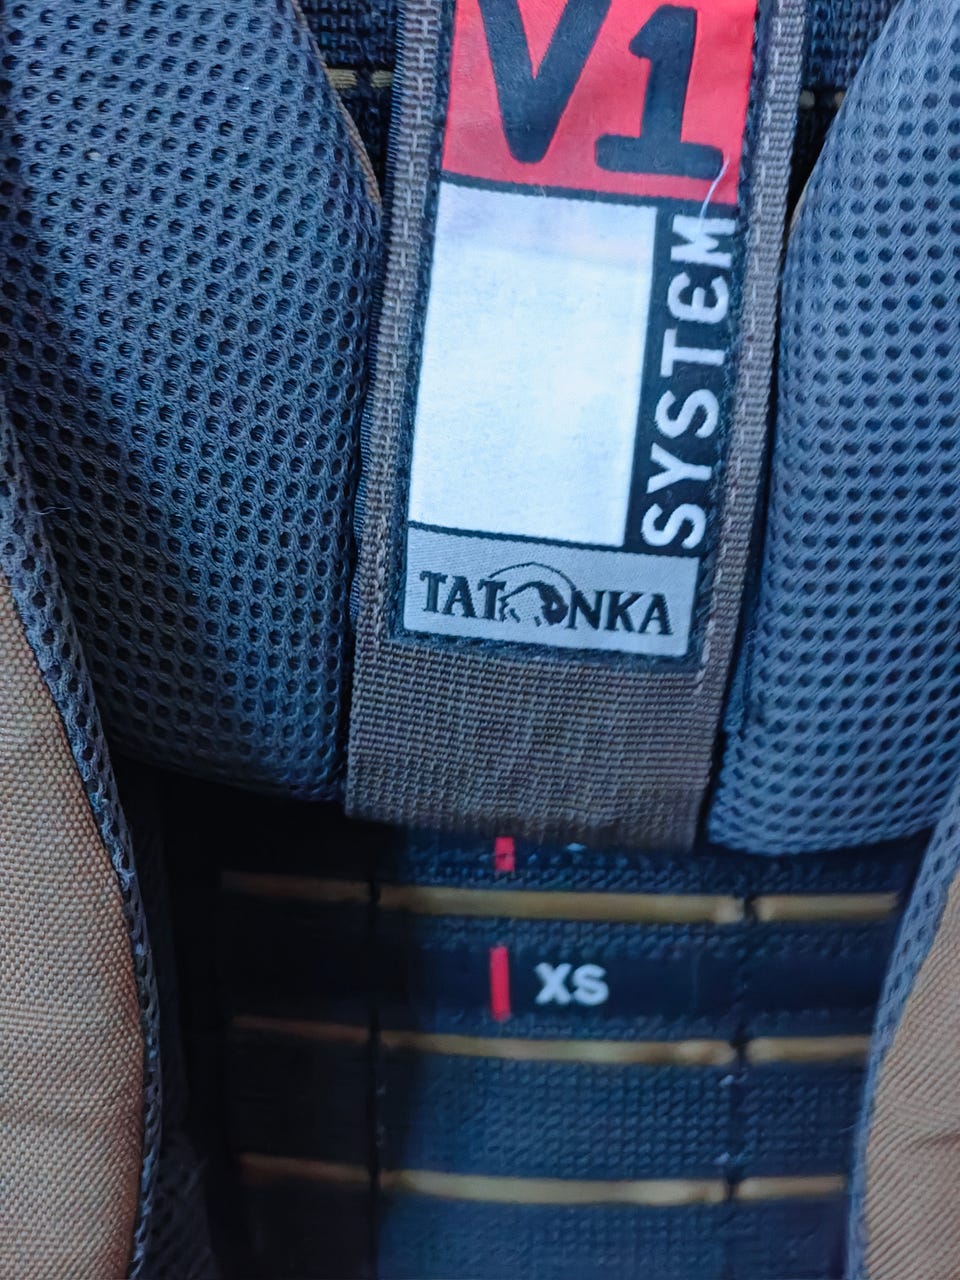 V1
SYSTEM
TATONKA
XS